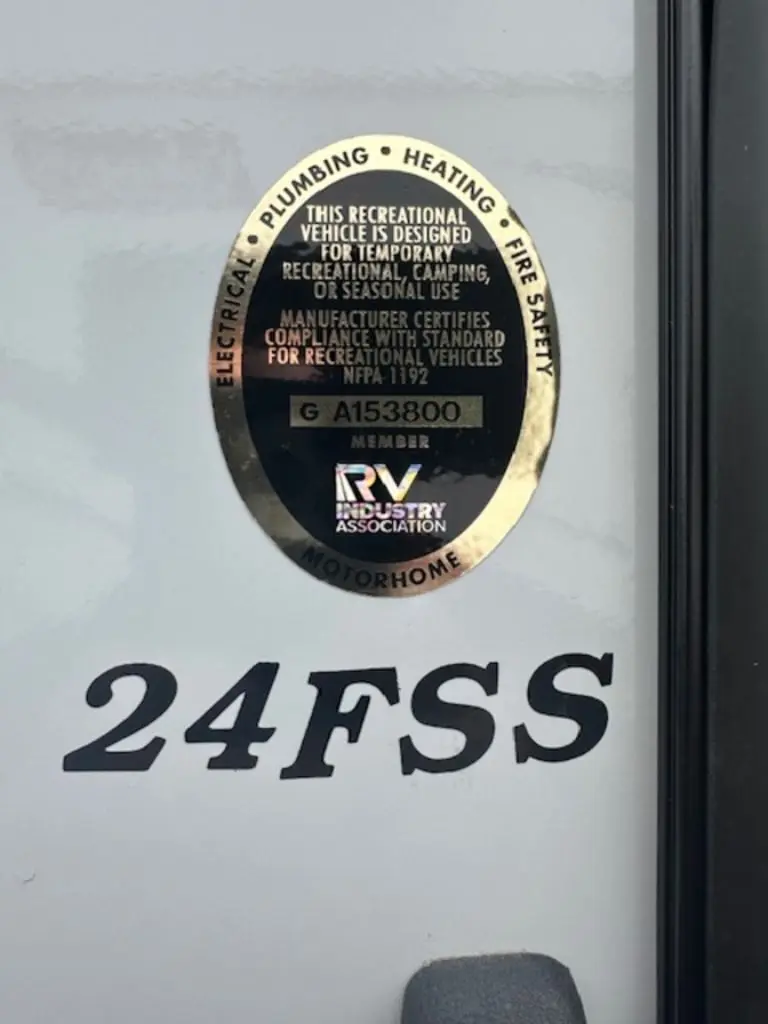 ELECTRICAL • PLUMBING • HEATING • FIRE SAFETY
THIS RECREATIONAL
VEHICLE IS DESIGNED
FOR TEMPORARY
RECREATIONAL, CAMPING,
OR SEASONAL USE
MANUFACTURER CERTIFIES
COMPLIANCE WITH STANDARD
FOR RECREATIONAL VEHICLES
NFPA 1192
G A153800
MEMBER
RV
INDUSTRY
ASSOCIATION
MOTORHOME
24FSS